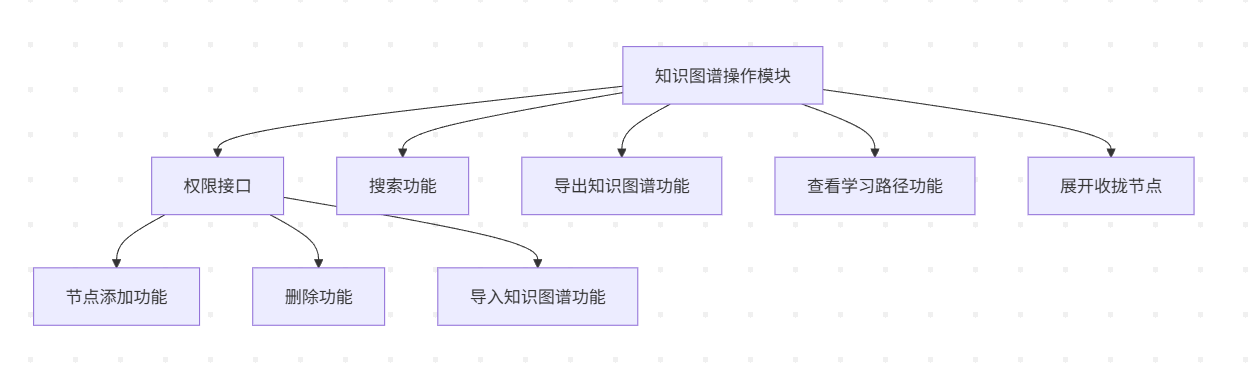 知识图谱操作模块
权限接口
搜索功能
导出知识图谱功能
查看学习路径功能
展开收拢节点
节点添加功能
删除功能
导入知识图谱功能